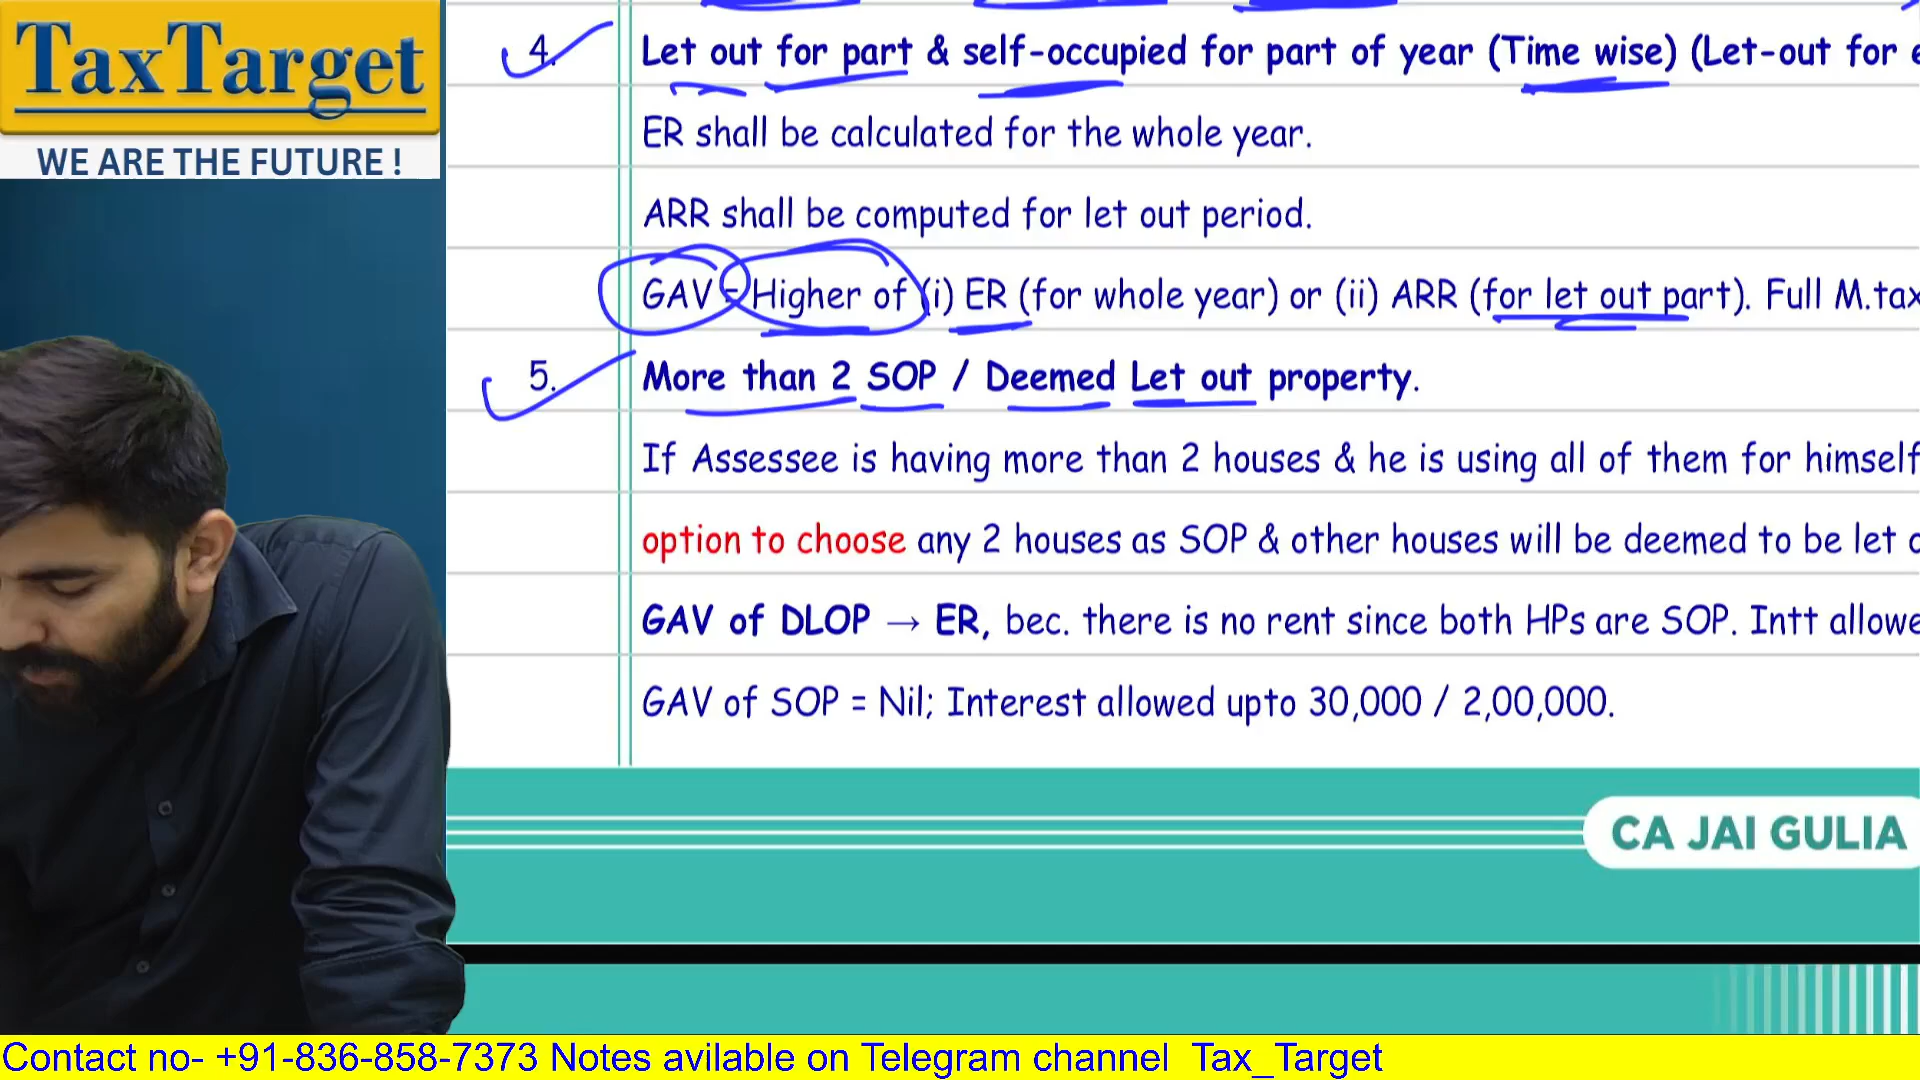 TaxTarget
WE ARE THE FUTURE !
4. Let out for part & self-occupied for part of year (Time wise) (Let-out for
ER shall be calculated for the whole year.
ARR shall be computed for let out period.
GAV = Higher of (i) ER (for whole year) or (ii) ARR (for let out part). Full M.tax
5. More than 2 SOP / Deemed Let out property.
If Assessee is having more than 2 houses & he is using all of them for himself
option to choose any 2 houses as SOP & other houses will be deemed to be let
GAV of DLOP → ER, bec. there is no rent since both HPs are SOP. Intt allowe
GAV of SOP = Nil; Interest allowed upto 30,000 / 2,00,000.
CA JAI GULIA
Contact no- +91-836-858-7373 Notes avilable on Telegram channel Tax_Target